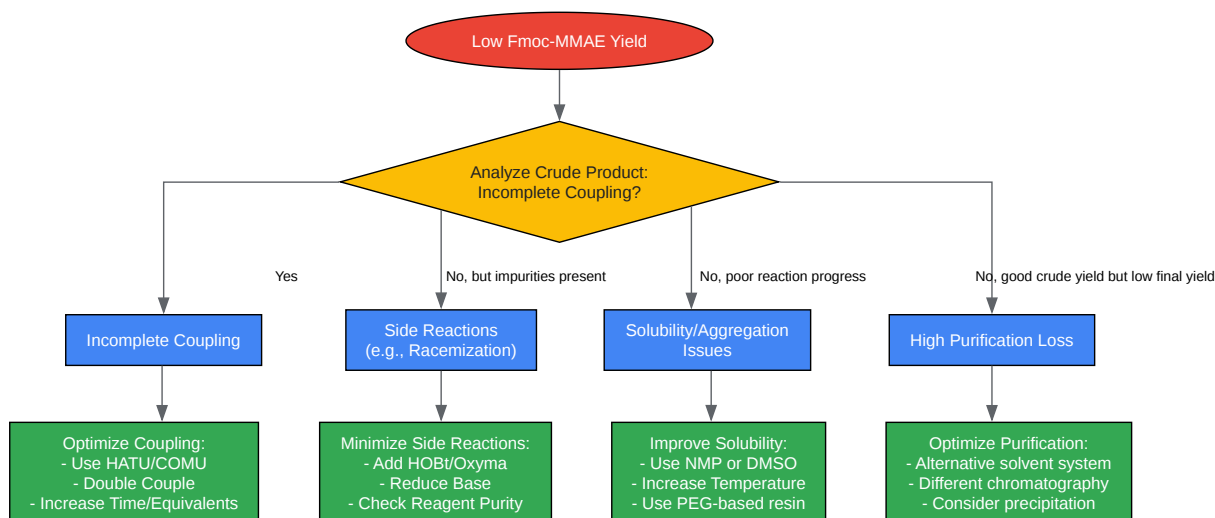 Low Fmoc-MMAE Yield
Analyze Crude Product:
Incomplete Coupling?
Yes
No, but impurities present
No, poor reaction progress
No, good crude yield but low final yield
Incomplete Coupling
Side Reactions
(e.g., Racemization)
Solubility/Aggregation
Issues
High Purification Loss
Optimize Coupling:
- Use HATU/COMU
- Double Couple
- Increase Time/Equivalents
Minimize Side Reactions:
- Add HOBt/Oxyma
- Reduce Base
- Check Reagent Purity
Improve Solubility:
- Use NMP or DMSO
- Increase Temperature
- Use PEG-based resin
Optimize Purification:
- Alternative solvent system
- Different chromatography
- Consider precipitation